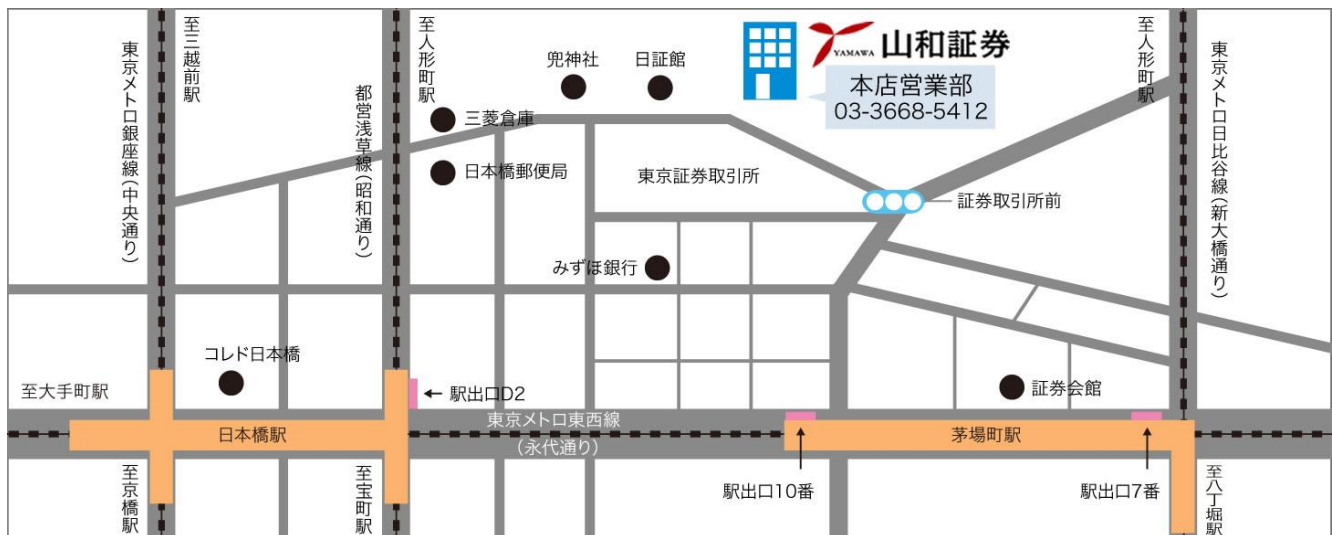 東京メトロ銀座線(中央通り)
至三越前駅
都営浅草線(昭和通り)
至人形町駅
三菱倉庫
日本橋郵便局
兜神社
日証館
YAMAWA 山和証券
本店営業部
03-3668-5412
至人形町駅
東京メトロ日比谷線(新大橋通り)
東京証券取引所
証券取引所前
みずほ銀行
コレド日本橋
至大手町駅
駅出口D2
証券会館
日本橋駅
東京メトロ東西線
(永代通り)
茅場町駅
至京橋駅
至宝町駅
駅出口10番
駅出口7番
至八丁堀駅